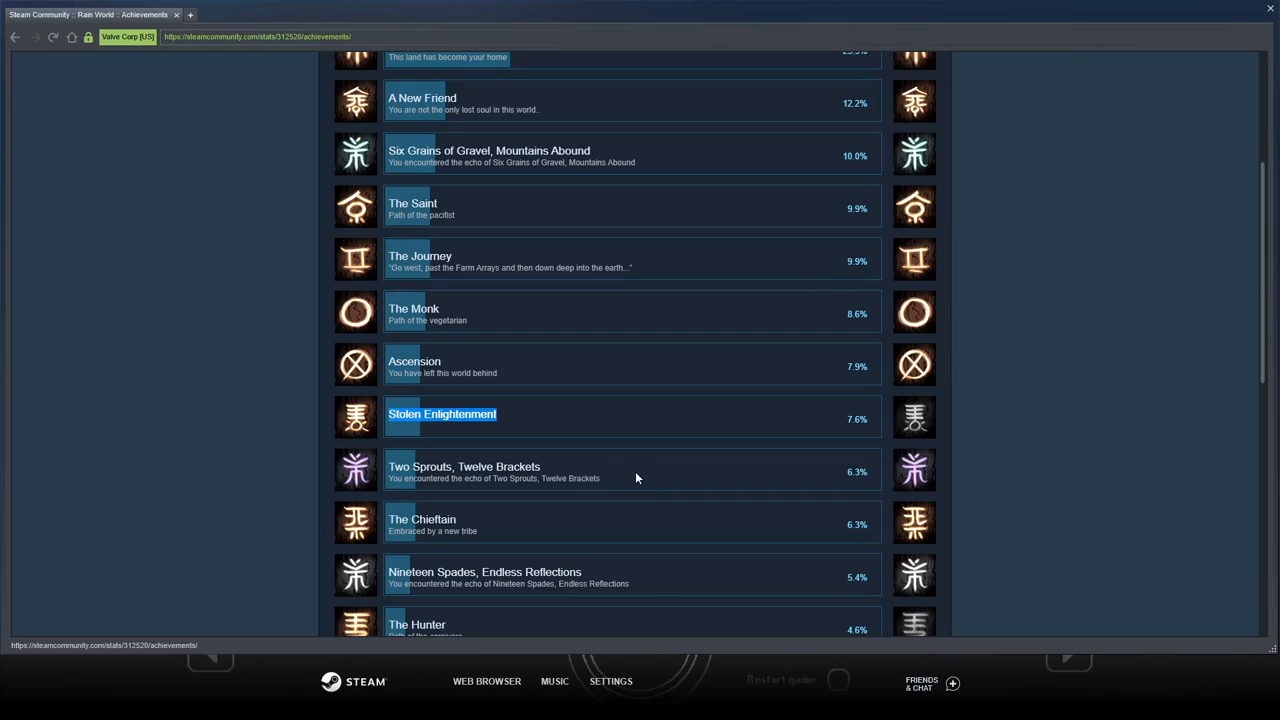 Steam Community :: Rain World :: Achievements
Valve Corp [US]
https://steamcommunity.com/stats/312520/achievements/
This land has become your home
A New Friend
You are not the only lost soul in this world..
12.2%
Six Grains of Gravel, Mountains Abound
You encountered the echo of Six Grains of Gravel, Mountains Abound
10.0%
The Saint
Path of the pacifist
9.9%
The Journey
"Go west, past the Farm Arrays and then down deep into the earth..."
9.9%
The Monk
Path of the vegetarian
8.6%
Ascension
You have left this world behind
7.9%
Stolen Enlightenment
7.6%
Two Sprouts, Twelve Brackets
You encountered the echo of Two Sprouts, Twelve Brackets
6.3%
The Chieftain
Embraced by a new tribe
6.3%
Nineteen Spades, Endless Reflections
You encountered the echo of Nineteen Spades, Endless Reflections
5.4%
The Hunter
4.6%
https://steamcommunity.com/stats/312520/achievements/
STEAM
WEB BROWSER
MUSIC
SETTINGS
Restart game
FRIENDS
& CHAT